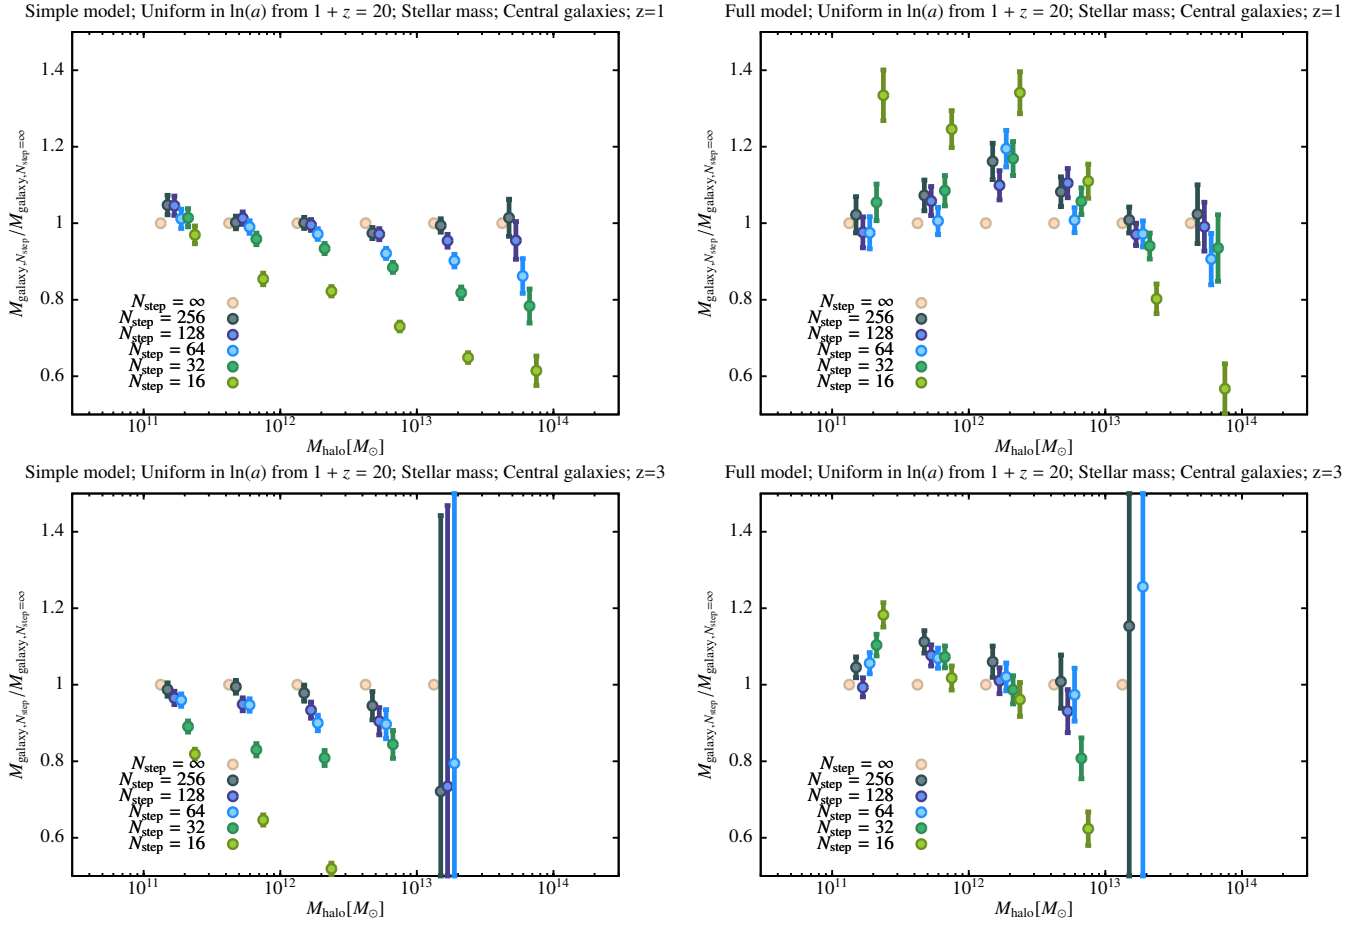 Simple model; Uniform in ln(a) from 1 + z = 20; Stellar mass; Central galaxies; z=1
1.4
1.2
1
0.8
0.6
M_galaxy,N_step / M_galaxy,N_step=∞
N_step = ∞
N_step = 256
N_step = 128
N_step = 64
N_step = 32
N_step = 16
10^11 10^12 10^13 10^14
M_halo[M_⊙]
Full model; Uniform in ln(a) from 1 + z = 20; Stellar mass; Central galaxies; z=1
1.4
1.2
1
0.8
0.6
M_galaxy,N_step / M_galaxy,N_step=∞
N_step = ∞
N_step = 256
N_step = 128
N_step = 64
N_step = 32
N_step = 16
10^11 10^12 10^13 10^14
M_halo[M_⊙]
Simple model; Uniform in ln(a) from 1 + z = 20; Stellar mass; Central galaxies; z=3
1.4
1.2
1
0.8
0.6
M_galaxy,N_step / M_galaxy,N_step=∞
N_step = ∞
N_step = 256
N_step = 128
N_step = 64
N_step = 32
N_step = 16
10^11 10^12 10^13 10^14
M_halo[M_⊙]
Full model; Uniform in ln(a) from 1 + z = 20; Stellar mass; Central galaxies; z=3
1.4
1.2
1
0.8
0.6
M_galaxy,N_step / M_galaxy,N_step=∞
N_step = ∞
N_step = 256
N_step = 128
N_step = 64
N_step = 32
N_step = 16
10^11 10^12 10^13 10^14
M_halo[M_⊙]